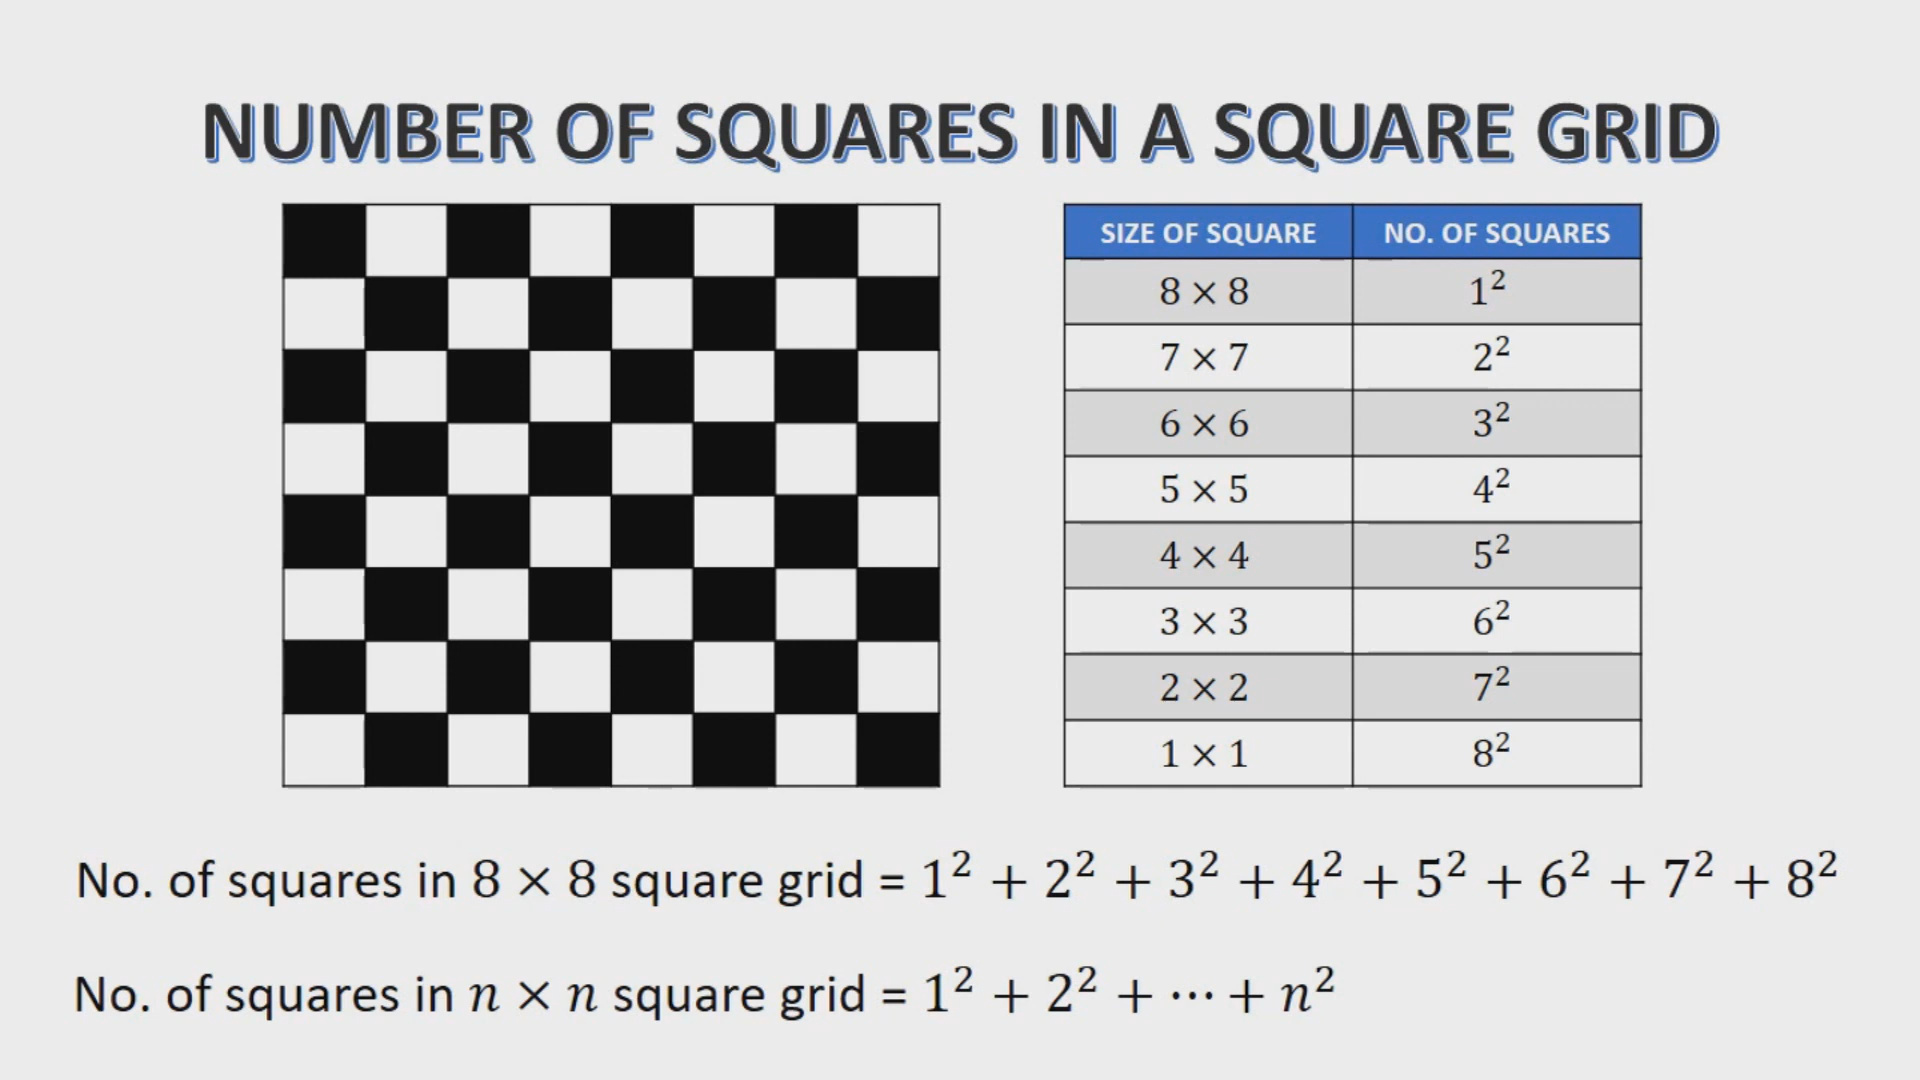 NUMBER OF SQUARES IN A SQUARE GRID
SIZE OF SQUARE NO. OF SQUARES
8 × 8 1²
7 × 7 2²
6 × 6 3²
5 × 5 4²
4 × 4 5²
3 × 3 6²
2 × 2 7²
1 × 1 8²
No. of squares in 8 × 8 square grid = 1² + 2² + 3² + 4² + 5² + 6² + 7² + 8²
No. of squares in n × n square grid = 1² + 2² + ⋯ + n²